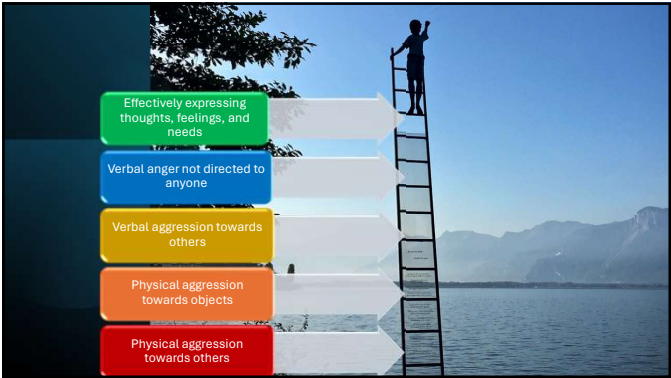 Effectively expressing
thoughts, feelings, and
needs
Verbal anger not directed to
anyone
Verbal aggression towards
others
Physical aggression
towards objects
Physical aggression
towards others